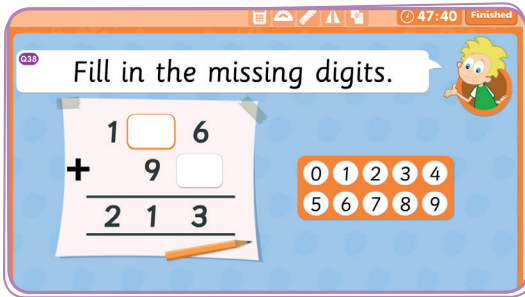 47:40 Finished
Q38
Fill in the missing digits.
1 6
+ 9
2 1 3
0 1 2 3 4
5 6 7 8 9